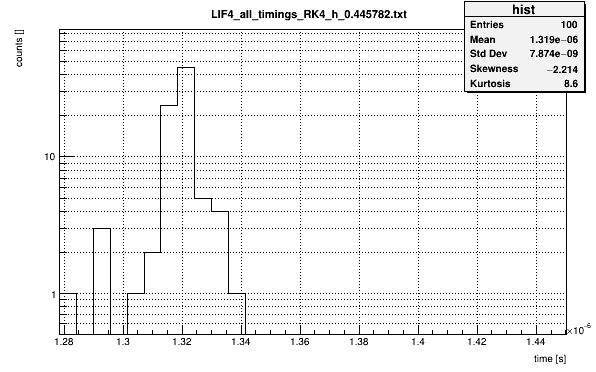 LIF4_all_timings_RK4_h_0.445782.txt
hist
Entries 100
Mean 1.319e−06
Std Dev 7.874e−09
Skewness −2.214
Kurtosis 8.6
counts []
10
1
1.28 1.3 1.32 1.34 1.36 1.38 1.4 1.42 1.44
×10⁻⁶
time [s]